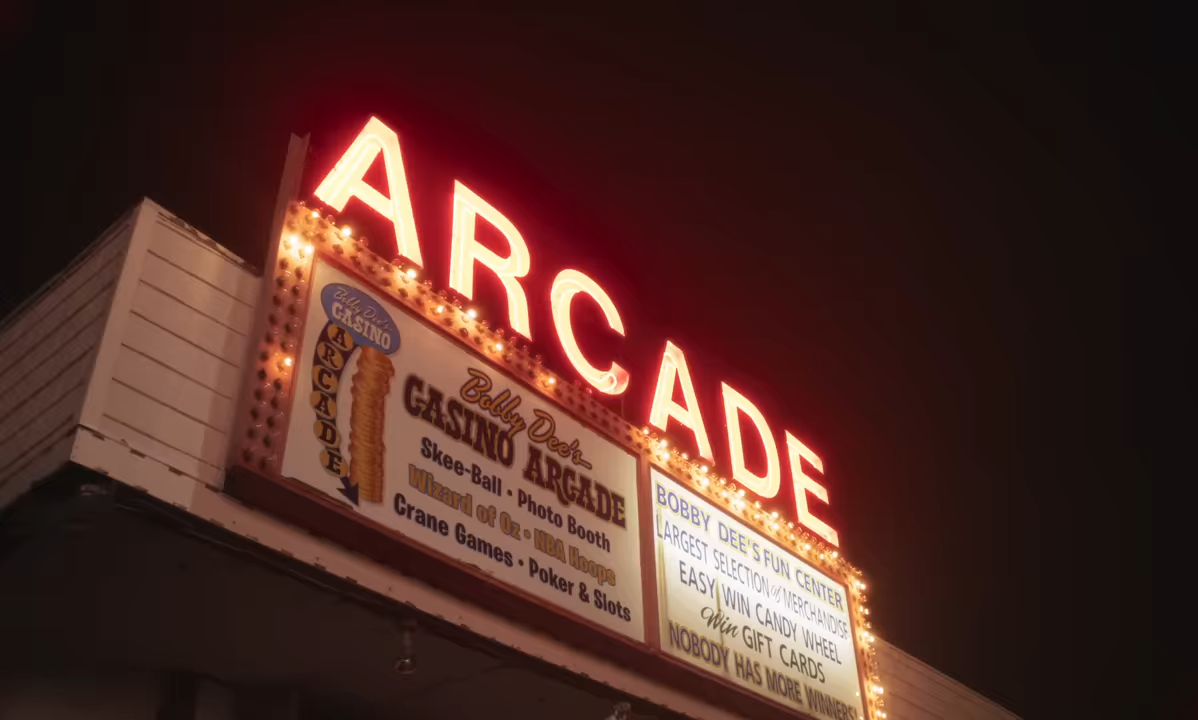 ARCADE
Bobby Dee's
CASINO
ARCADE
Bobby Dee's
CASINO ARCADE
Skee-Ball • Photo Booth
Wizard of Oz • NBA Hoops
Crane Games • Poker & Slots
BOBBY DEE'S FUN CENTER
LARGEST SELECTION of MERCHANDISE
EASY WIN CANDY WHEEL
Win GIFT CARDS
NOBODY HAS MORE WINNERS!